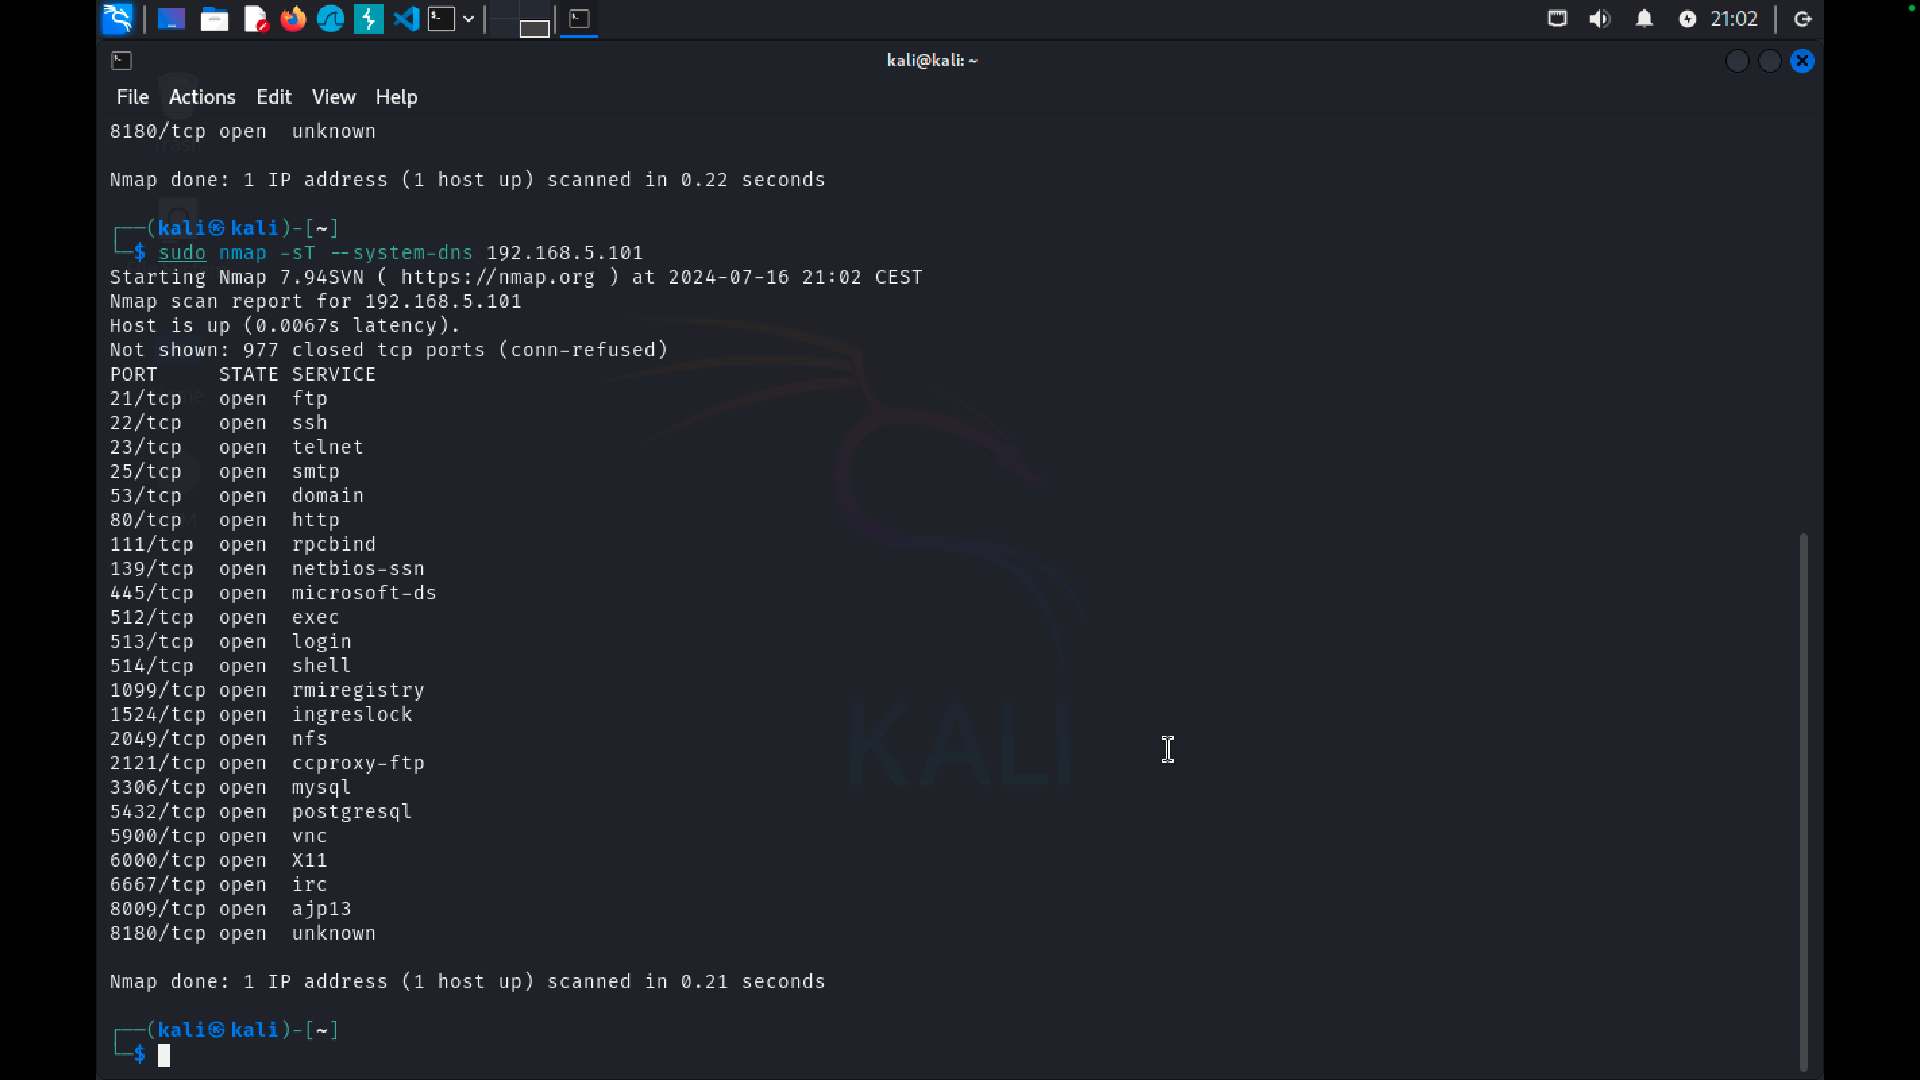 21:02
kali@kali: ~
File Actions Edit View Help
8180/tcp open  unknown
Nmap done: 1 IP address (1 host up) scanned in 0.22 seconds
┌──(kali㉿kali)-[~]
└─$ sudo nmap -sT --system-dns 192.168.5.101
Starting Nmap 7.94SVN ( https://nmap.org ) at 2024-07-16 21:02 CEST
Nmap scan report for 192.168.5.101
Host is up (0.0067s latency).
Not shown: 977 closed tcp ports (conn-refused)
PORT     STATE SERVICE
21/tcp   open  ftp
22/tcp   open  ssh
23/tcp   open  telnet
25/tcp   open  smtp
53/tcp   open  domain
80/tcp   open  http
111/tcp  open  rpcbind
139/tcp  open  netbios-ssn
445/tcp  open  microsoft-ds
512/tcp  open  exec
513/tcp  open  login
514/tcp  open  shell
1099/tcp open  rmiregistry
1524/tcp open  ingreslock
2049/tcp open  nfs
2121/tcp open  ccproxy-ftp
3306/tcp open  mysql
5432/tcp open  postgresql
5900/tcp open  vnc
6000/tcp open  X11
6667/tcp open  irc
8009/tcp open  ajp13
8180/tcp open  unknown
KALI
Nmap done: 1 IP address (1 host up) scanned in 0.21 seconds
┌──(kali㉿kali)-[~]
└─$